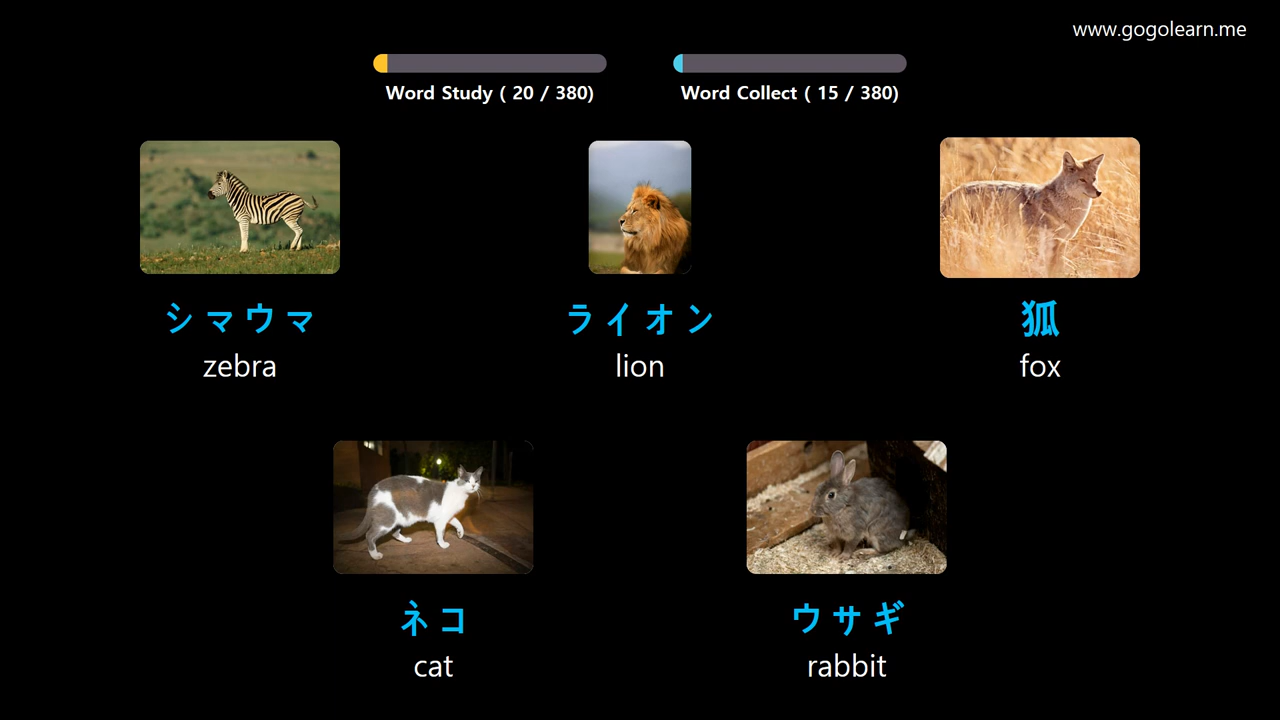 www.gogolearn.me
Word Study ( 20 / 380)
Word Collect ( 15 / 380)
シマウマ
zebra
ライオン
lion
狐
fox
ネコ
cat
ウサギ
rabbit